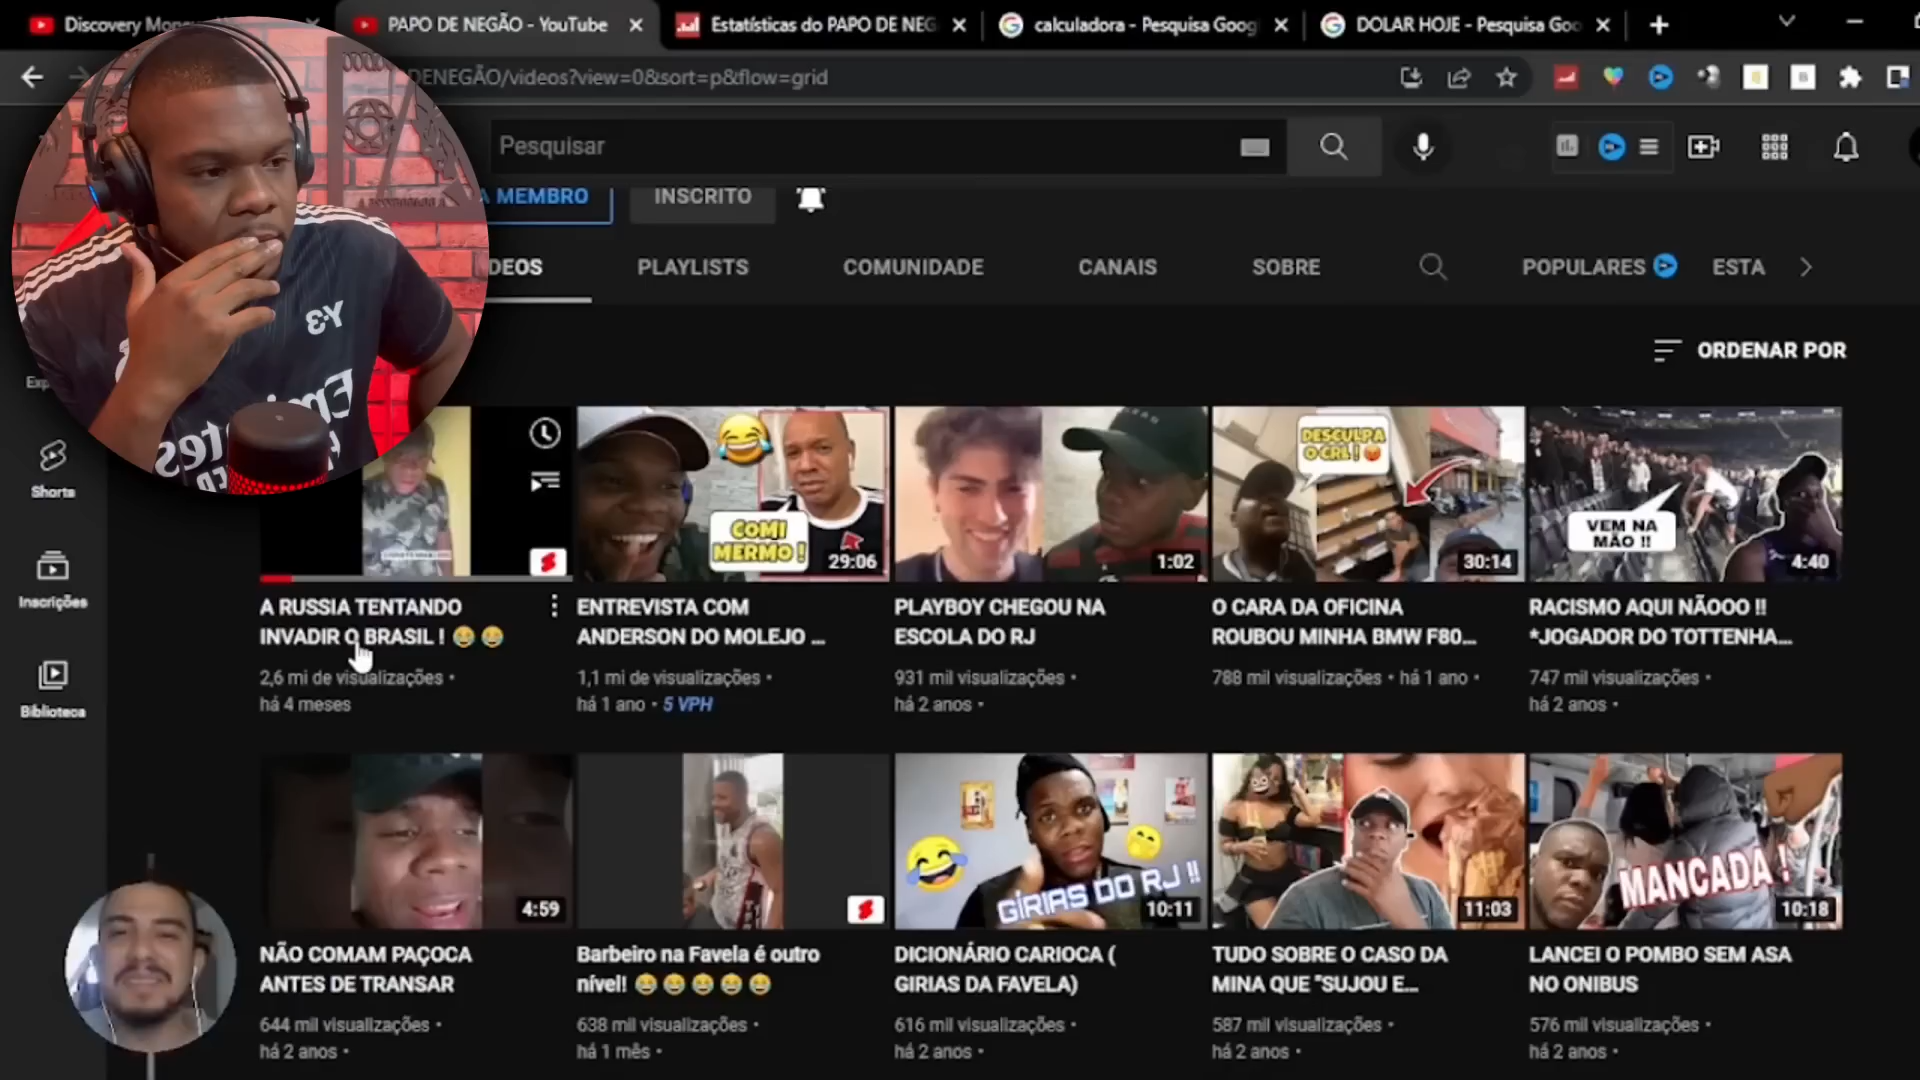 Discovery Mon
PAPO DE NEGÃO - YouTube
Estatísticas do PAPO DE NEG
calculadora - Pesquisa Goog
DOLAR HOJE - Pesquisa Goo
DENEGÃO/videos?view=0&sort=p&flow=grid
Pesquisar
A MEMBRO
INSCRITO
DEOS
PLAYLISTS
COMUNIDADE
CANAIS
SOBRE
POPULARES
ESTA
ORDENAR POR
Exp
Shorts
Inscrições
Biblioteca
Y-3
COMI
MERMO !
29:06
1:02
DESCULPA
O CRL !
30:14
VEM NA
MÃO !!
4:40
A RUSSIA TENTANDO
INVADIR O BRASIL ! 😂 😂
2,6 mi de visualizações •
há 4 meses
ENTREVISTA COM
ANDERSON DO MOLEJO ...
1,1 mi de visualizações •
há 1 ano • 5 VPH
PLAYBOY CHEGOU NA
ESCOLA DO RJ
931 mil visualizações •
há 2 anos •
O CARA DA OFICINA
ROUBOU MINHA BMW F80...
788 mil visualizações • há 1 ano •
RACISMO AQUI NÃOOO !!
*JOGADOR DO TOTTENHA...
747 mil visualizações •
há 2 anos •
4:59
GÍRIAS DO RJ !!
10:11
11:03
MANCADA !
10:18
NÃO COMAM PAÇOCA
ANTES DE TRANSAR
644 mil visualizações •
há 2 anos •
Barbeiro na Favela é outro
nível! 😂 😂 😂 😂 😂
638 mil visualizações •
há 1 mês •
DICIONÁRIO CARIOCA (
GIRIAS DA FAVELA)
616 mil visualizações •
há 2 anos •
TUDO SOBRE O CASO DA
MINA QUE "SUJOU E...
587 mil visualizações •
há 2 anos •
LANCEI O POMBO SEM ASA
NO ONIBUS
576 mil visualizações •
há 2 anos •